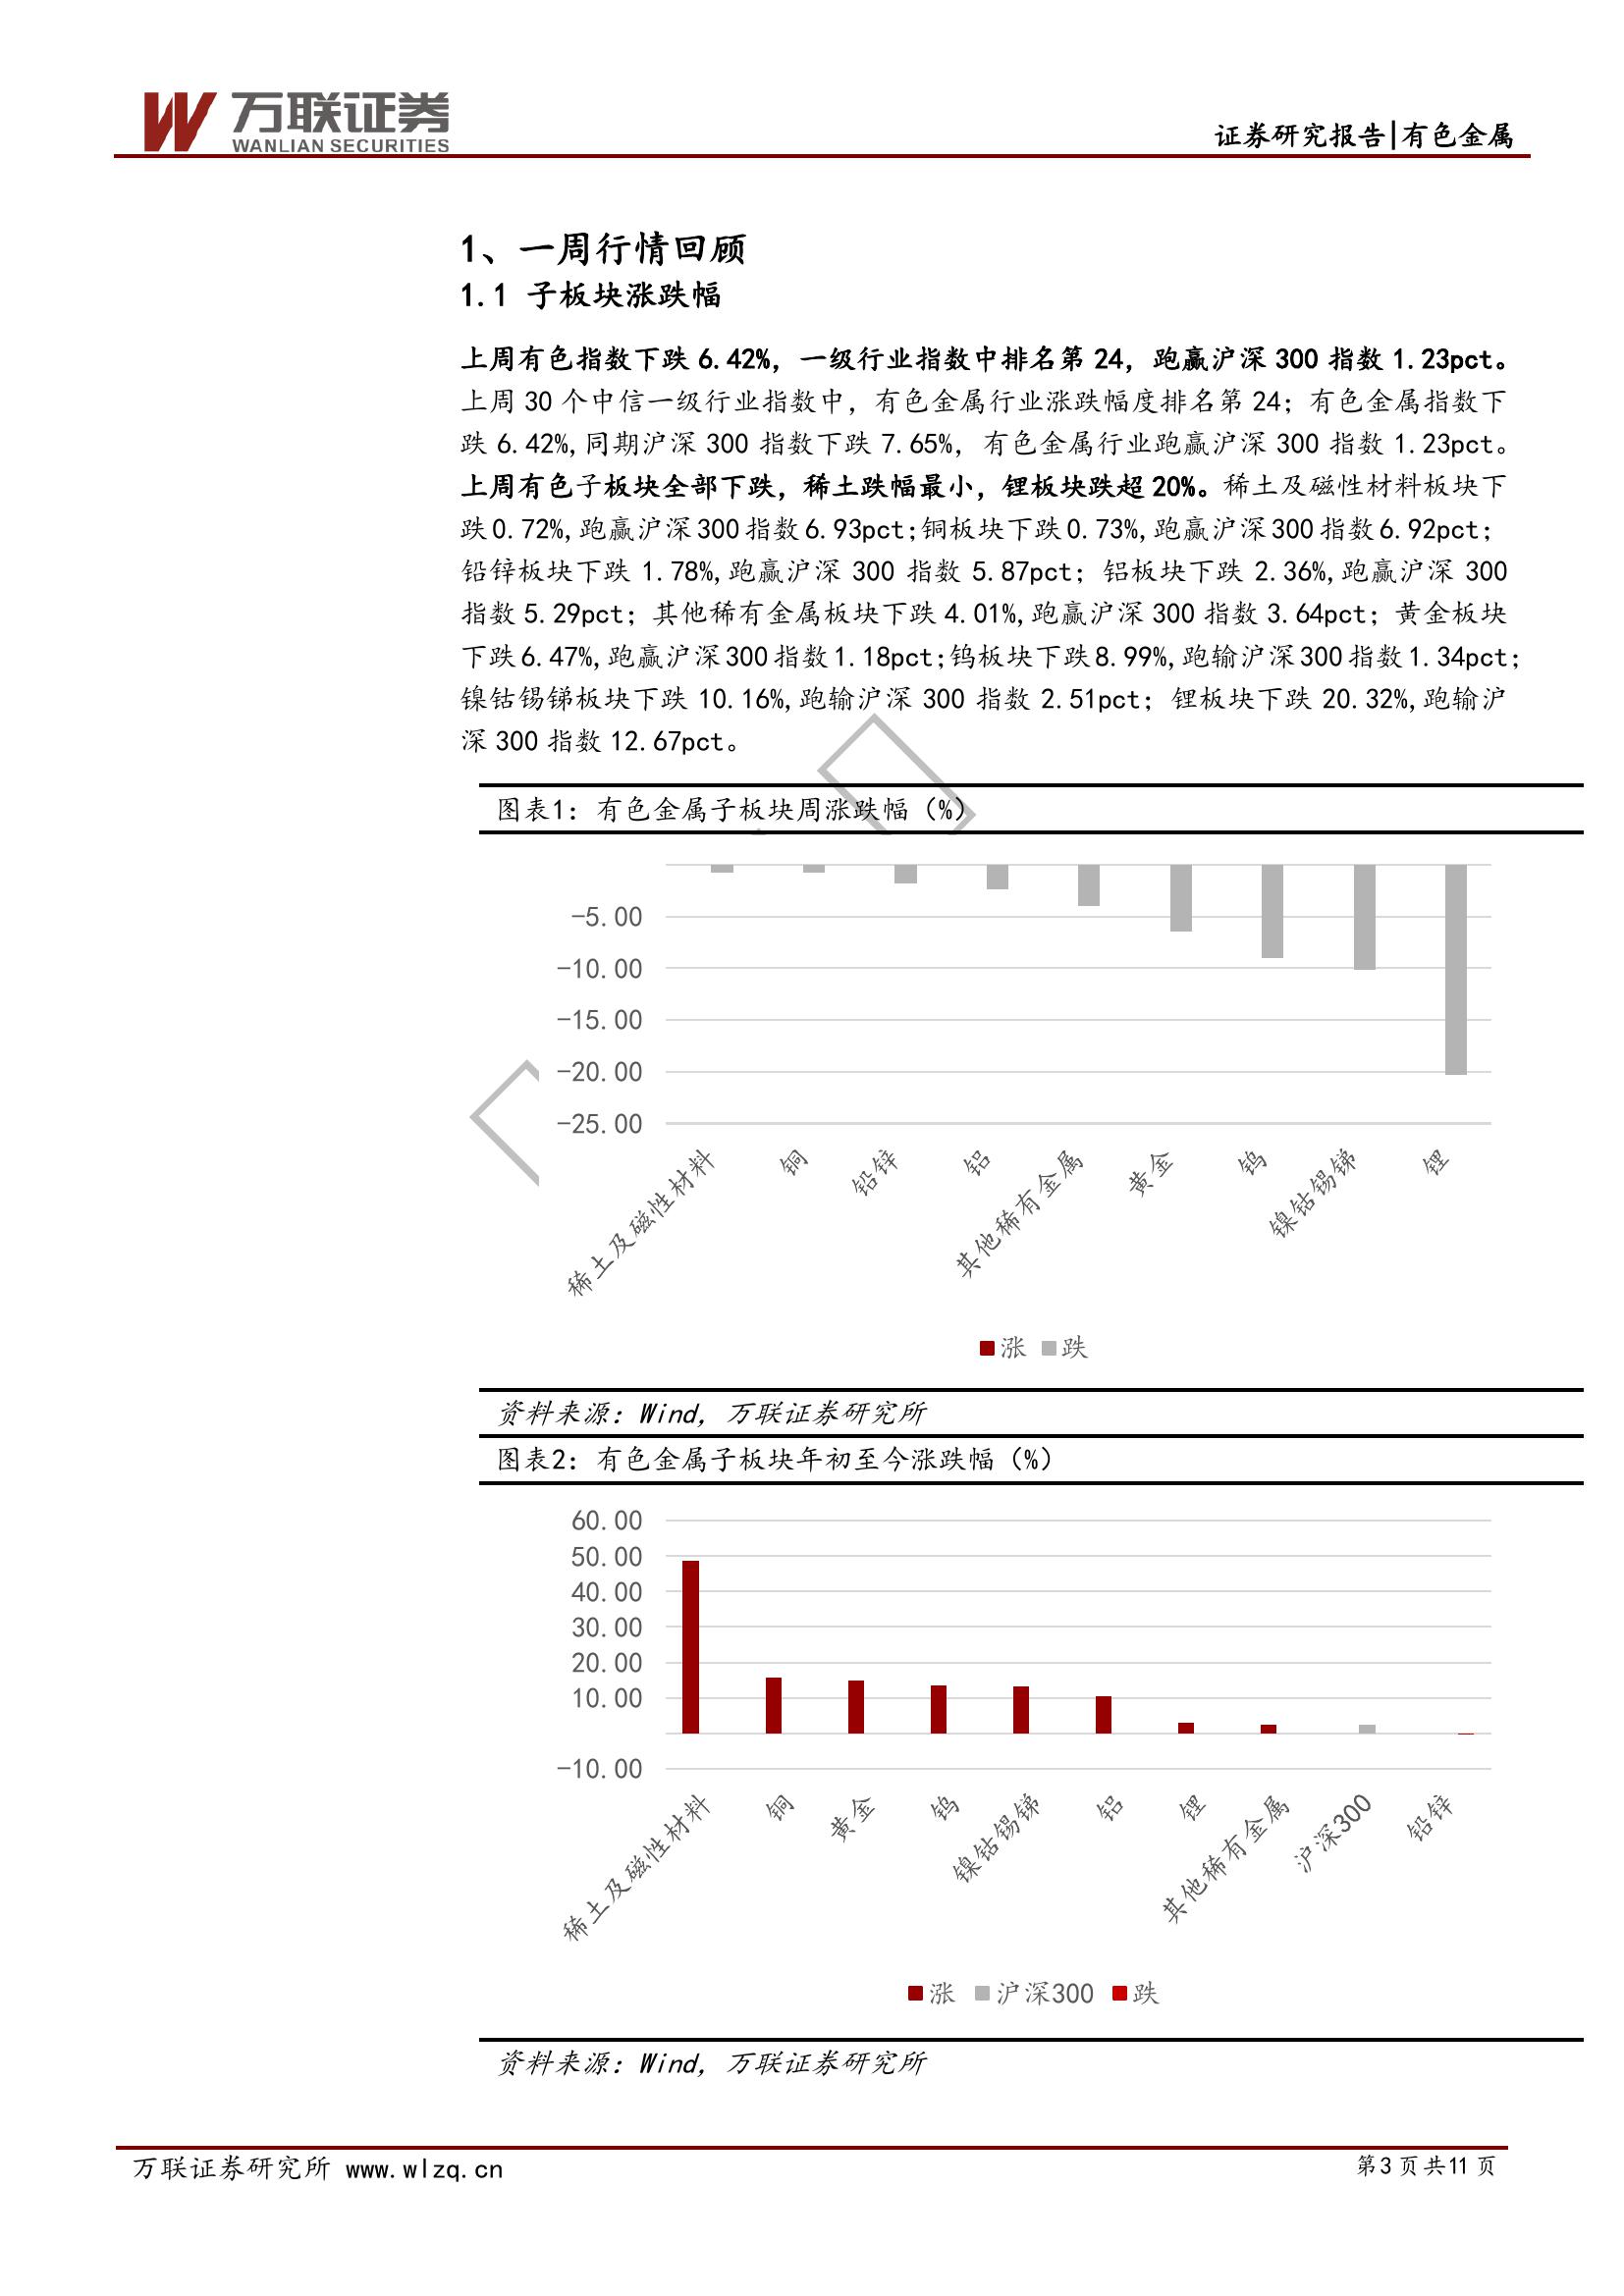 万联证券
WANLIAN SECURITIES
证券研究报告|有色金属
1、一周行情回顾
1.1 子板块涨跌幅
上周有色指数下跌 6.42%，一级行业指数中排名第 24，跑赢沪深 300 指数 1.23pct。
上周 30 个中信一级行业指数中，有色金属行业涨跌幅度排名第 24；有色金属指数下
跌 6.42%,同期沪深 300 指数下跌 7.65%，有色金属行业跑赢沪深 300 指数 1.23pct。
上周有色子板块全部下跌，稀土跌幅最小，锂板块跌超 20%。稀土及磁性材料板块下
跌 0.72%,跑赢沪深 300 指数 6.93pct;铜板块下跌 0.73%,跑赢沪深 300 指数 6.92pct；
铅锌板块下跌 1.78%,跑赢沪深 300 指数 5.87pct；铝板块下跌 2.36%,跑赢沪深 300
指数 5.29pct；其他稀有金属板块下跌 4.01%,跑赢沪深 300 指数 3.64pct；黄金板块
下跌 6.47%,跑赢沪深 300 指数 1.18pct;钨板块下跌 8.99%,跑输沪深 300 指数 1.34pct；
镍钴锡锑板块下跌 10.16%,跑输沪深 300 指数 2.51pct；锂板块下跌 20.32%,跑输沪
深 300 指数 12.67pct。
图表1：有色金属子板块周涨跌幅（%）
-5.00
-10.00
-15.00
-20.00
-25.00
稀土及磁性材料 铜 铅锌 铝 其他稀有金属 黄金 钨 镍钴锡锑 锂
涨 跌
资料来源：Wind，万联证券研究所
图表2：有色金属子板块年初至今涨跌幅（%）
60.00
50.00
40.00
30.00
20.00
10.00
-10.00
稀土及磁性材料 铜 黄金 钨 镍钴锡锑 铝 锂 其他稀有金属 沪深300 铅锌
涨 沪深300 跌
资料来源：Wind，万联证券研究所
万联证券研究所 www.wlzq.cn
第 3 页 共 11 页